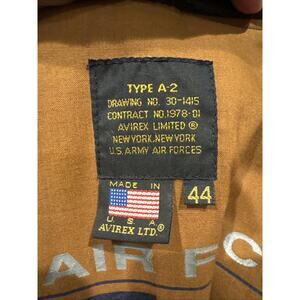 TYPE A-2
DRAWING NO. 30-1415
CONTRACT NO.1978-01
AVIREX LIMITED ®
NEW YORK, NEW YORK
U.S. ARMY AIR FORCES
MADE IN
U S A
AVIREX LTD®
44
AIR FO